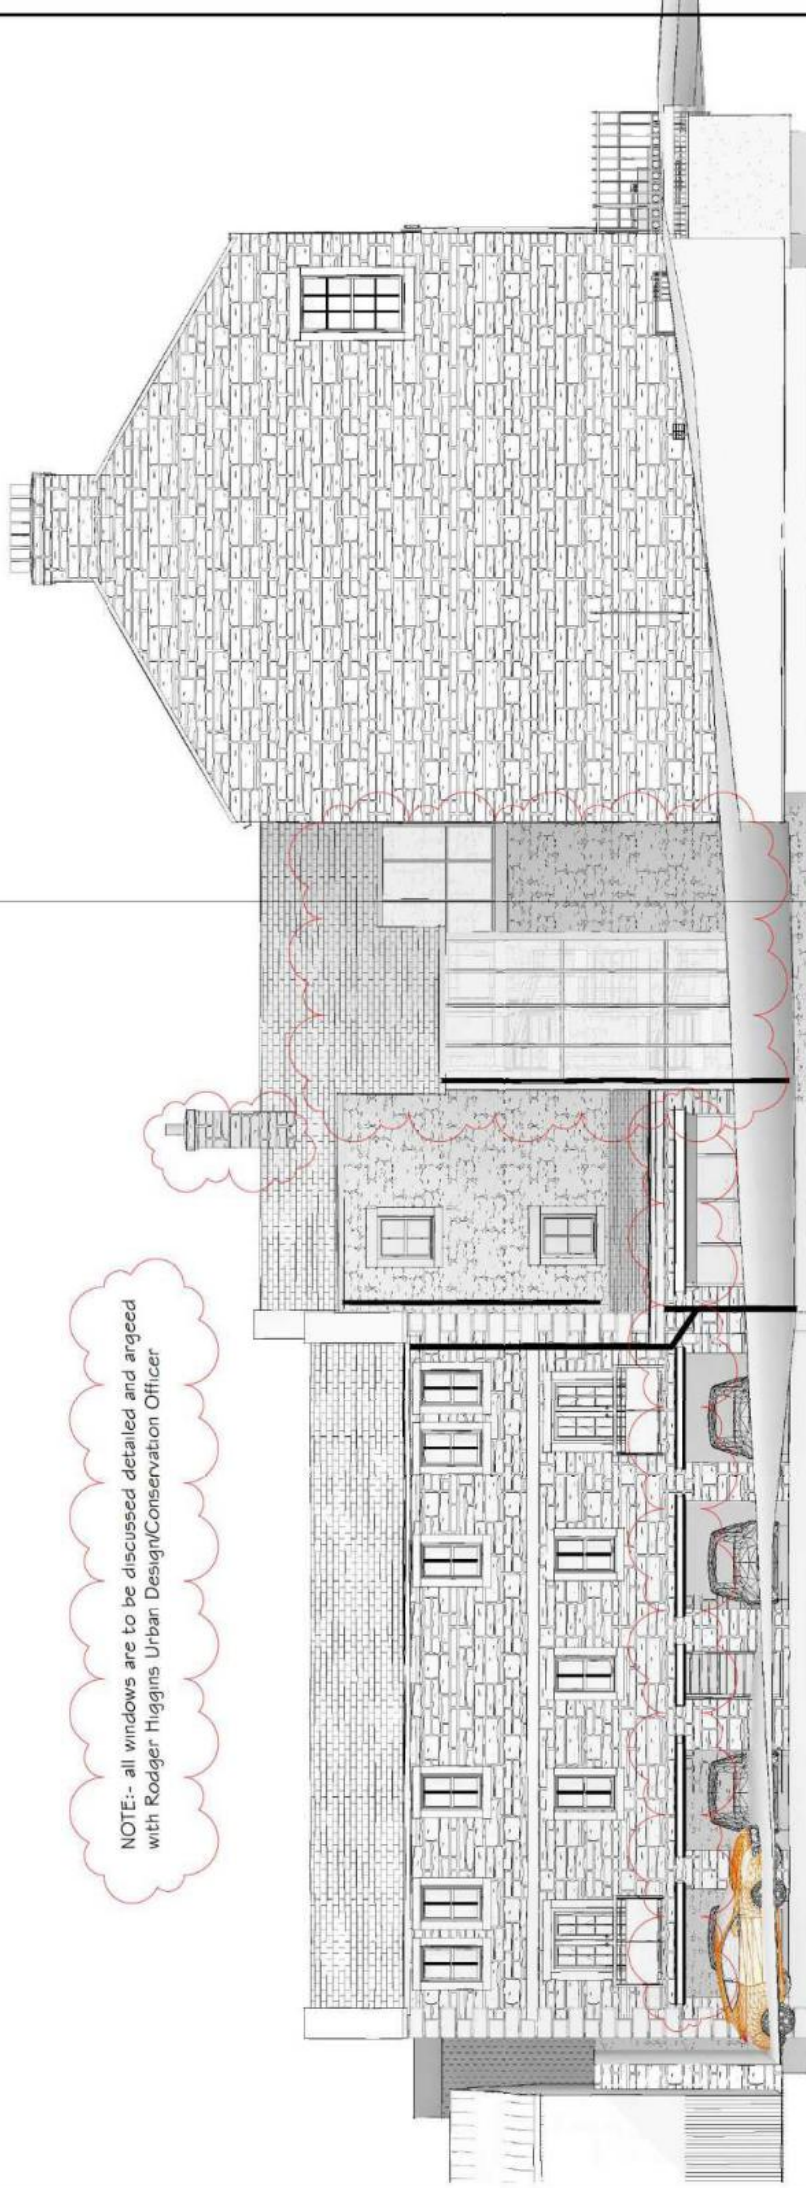 NOTE:- all windows are to be discussed detailed and argeed
with Rodger Higgins Urban Design/Conservation Officer